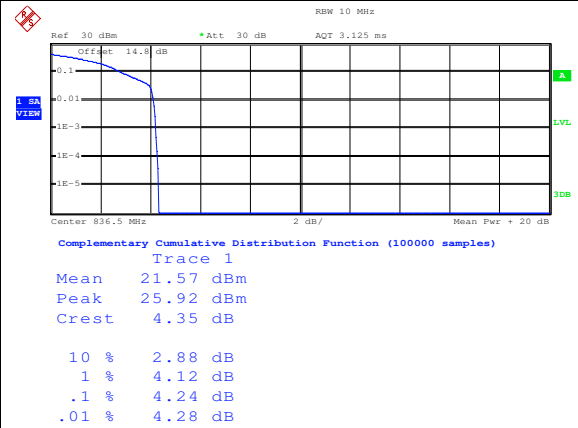 RBW 10 MHz
Ref 30 dBm *Att 30 dB AQT 3.125 ms
Offset 14.8 dB
0.1
A
1 SA
VIEW
0.01
1E-3
LVL
1E-4
1E-5
3DB
Center 836.5 MHz 2 dB/ Mean Pwr + 20 dB
Complementary Cumulative Distribution Function (100000 samples)
Trace 1
Mean 21.57 dBm
Peak 25.92 dBm
Crest 4.35 dB
10 % 2.88 dB
1 % 4.12 dB
.1 % 4.24 dB
.01 % 4.28 dB
R S